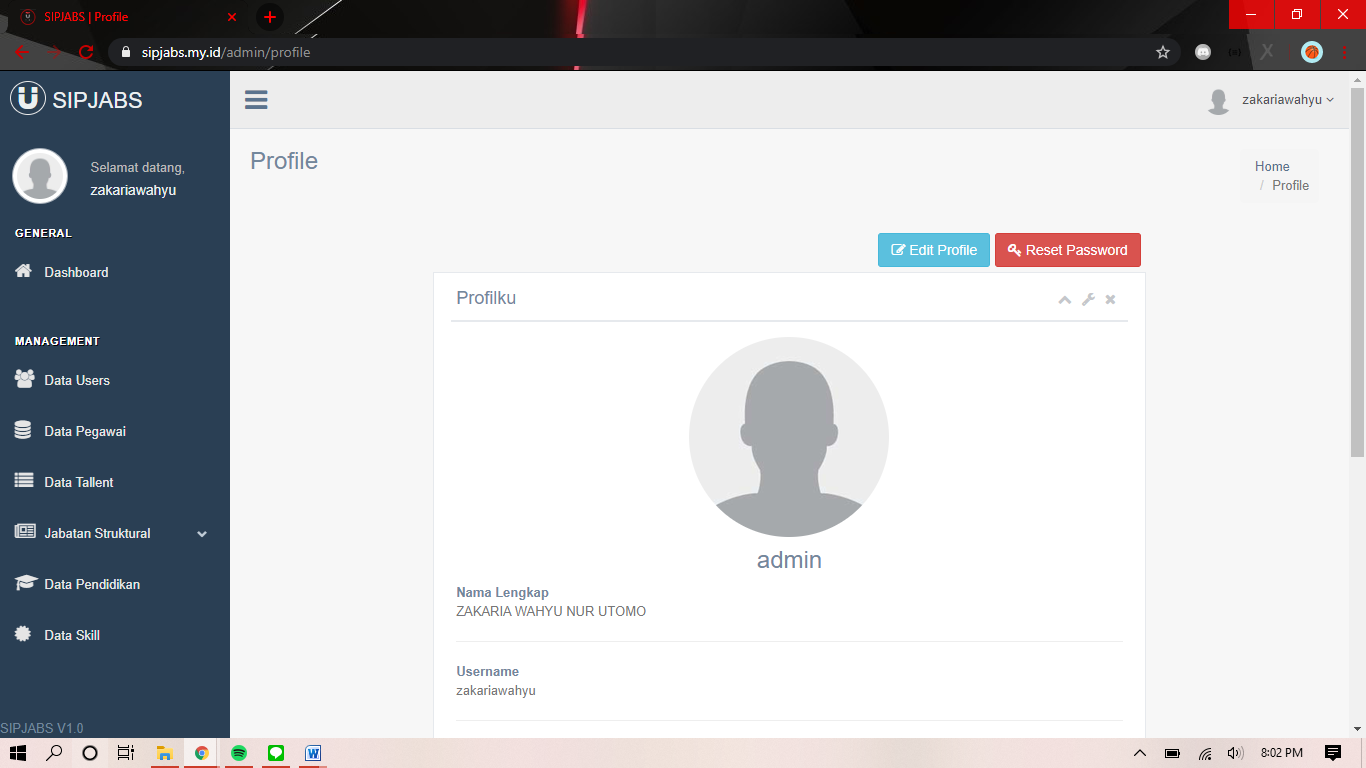 SIPJABS | Profile
sipjabs.my.id/admin/profile
SIPJABS
zakariawahyu
Selamat datang,
zakariawahyu
GENERAL
Dashboard
MANAGEMENT
Data Users
Data Pegawai
Data Tallent
Jabatan Struktural
Data Pendidikan
Data Skill
SIPJABS V1.0
Profile
Home
/ Profile
Edit Profile
Reset Password
Profilku
admin
Nama Lengkap
ZAKARIA WAHYU NUR UTOMO
Username
zakariawahyu
8:02 PM